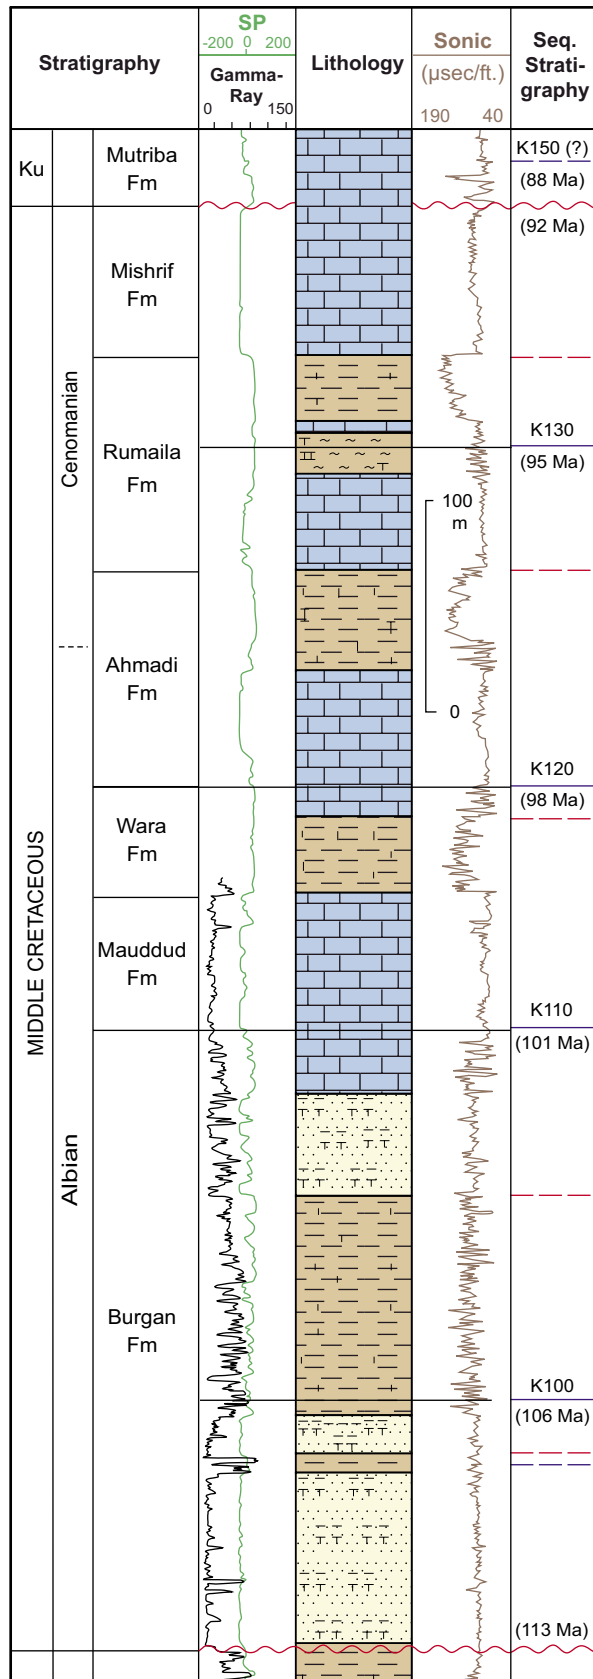 Stratigraphy
SP
-200 0 200
Gamma-
Ray
0 150
Lithology
Sonic
(µsec/ft.)
190 40
Seq.
Strati-
graphy
Ku
Mutriba
Fm
K150 (?)
(88 Ma)
(92 Ma)
Mishrif
Fm
Cenomanian
Rumaila
Fm
K130
(95 Ma)
100
m
Ahmadi
Fm
0
K120
(98 Ma)
Wara
Fm
MIDDLE CRETACEOUS
Mauddud
Fm
K110
(101 Ma)
Albian
Burgan
Fm
K100
(106 Ma)
(113 Ma)